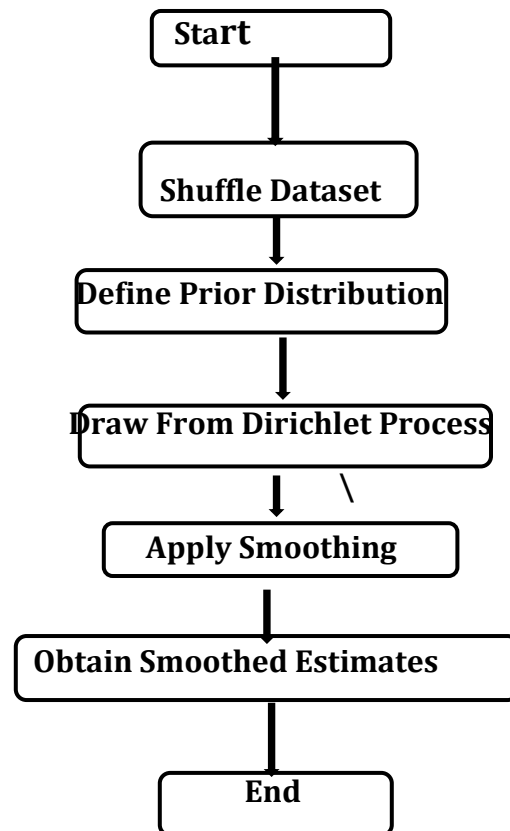 Start
Shuffle Dataset
Define Prior Distribution
Draw From Dirichlet Process
\
Apply Smoothing
Obtain Smoothed Estimates
End